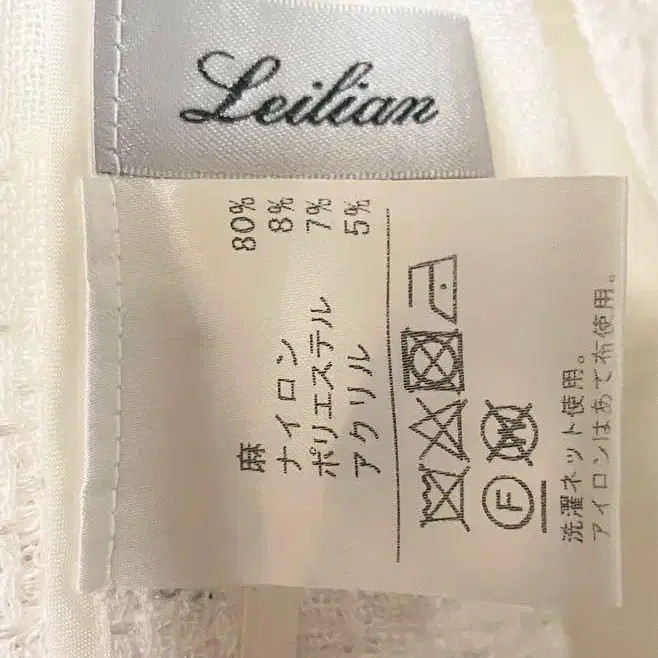 Leilian
麻 80%
ナイロン 8%
ポリエステル 7%
アクリル 5%
F W
洗濯ネット使用。
アイロンはあて布使用。